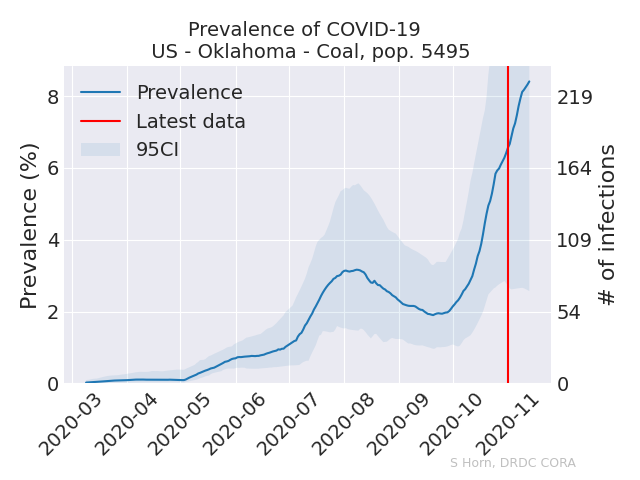 Prevalence of COVID-19
US - Oklahoma - Coal, pop. 5495
Prevalence
Latest data
95CI
Prevalence (%)
8
6
4
2
0
219
164
109
54
0
# of infections
2020-03
2020-04
2020-05
2020-06
2020-07
2020-08
2020-09
2020-10
2020-11
S Horn, DRDC CORA